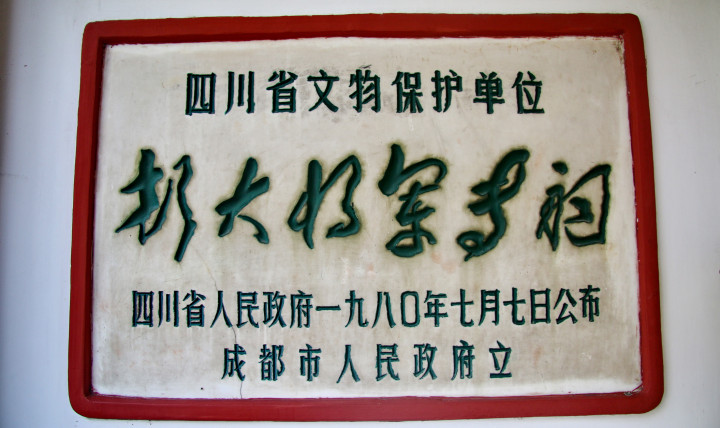 四川省文物保护单位
彭大将军专祠
四川省人民政府一九八〇年七月七日公布
成都市人民政府立